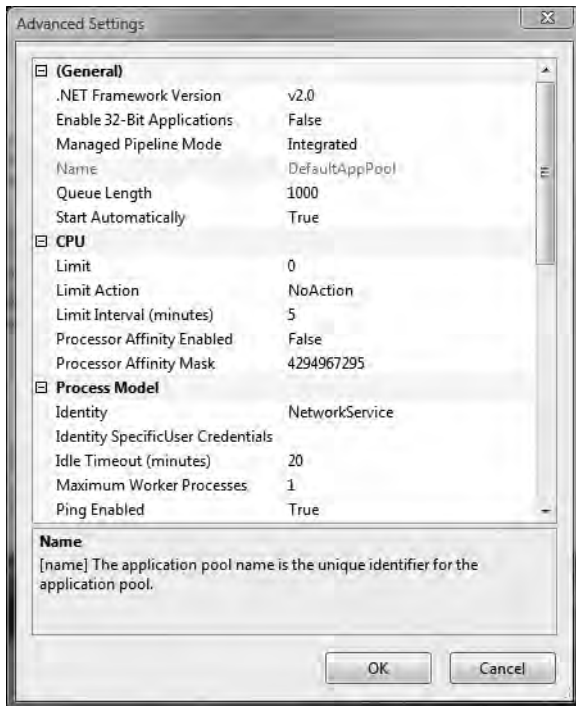 Advanced Settings
(General)
.NET Framework Version v2.0
Enable 32-Bit Applications False
Managed Pipeline Mode Integrated
Name DefaultAppPool
Queue Length 1000
Start Automatically True
CPU
Limit 0
Limit Action NoAction
Limit Interval (minutes) 5
Processor Affinity Enabled False
Processor Affinity Mask 4294967295
Process Model
Identity NetworkService
Identity SpecificUser Credentials
Idle Timeout (minutes) 20
Maximum Worker Processes 1
Ping Enabled True
Name
[name] The application pool name is the unique identifier for the
application pool.
OK Cancel